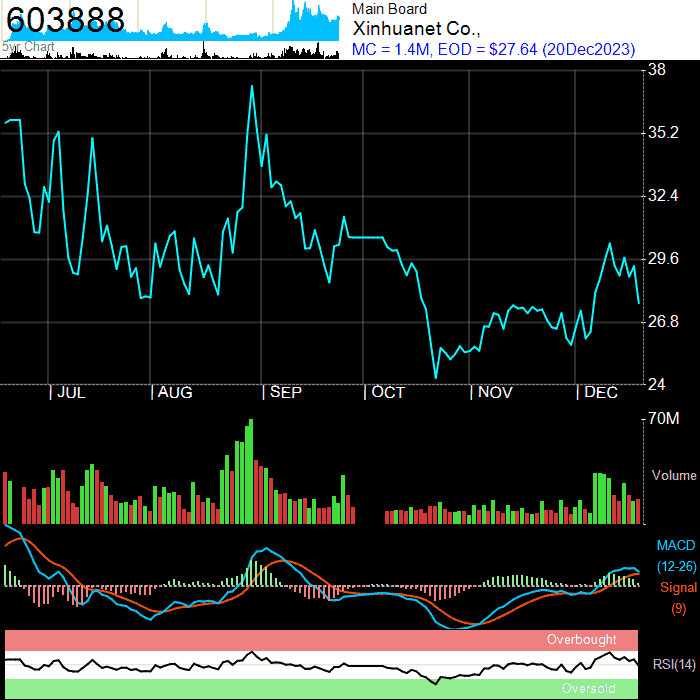 603888
5yr Chart
Main Board
Xinhuanet Co.,
MC = 1.4M, EOD = $27.64 (20Dec2023)
38
35.2
32.4
29.6
26.8
24
| JUL | AUG | SEP | OCT | NOV | DEC
70M
Volume
MACD
(12-26)
Signal
(9)
Overbought
RSI(14)
Oversold